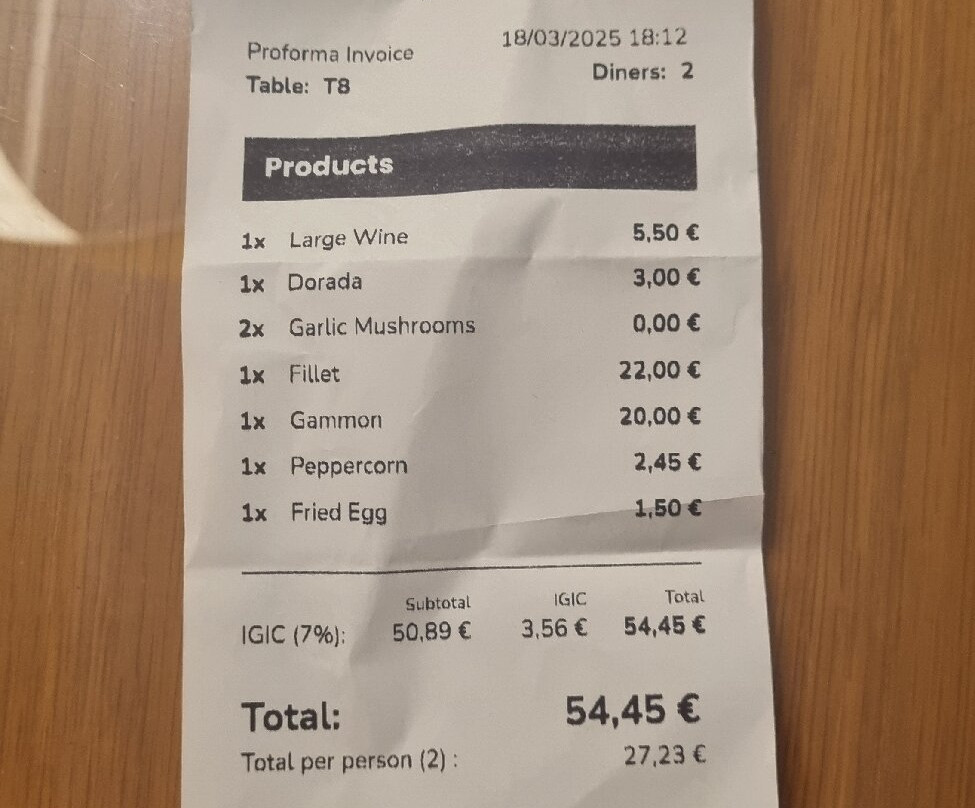 Proforma Invoice 18/03/2025 18:12
Table: T8 Diners: 2
Products
1x Large Wine 5,50 €
1x Dorada 3,00 €
2x Garlic Mushrooms 0,00 €
1x Fillet 22,00 €
1x Gammon 20,00 €
1x Peppercorn 2,45 €
1x Fried Egg 1,50 €
Subtotal IGIC Total
IGIC (7%): 50,89 € 3,56 € 54,45 €
Total: 54,45 €
Total per person (2) : 27,23 €